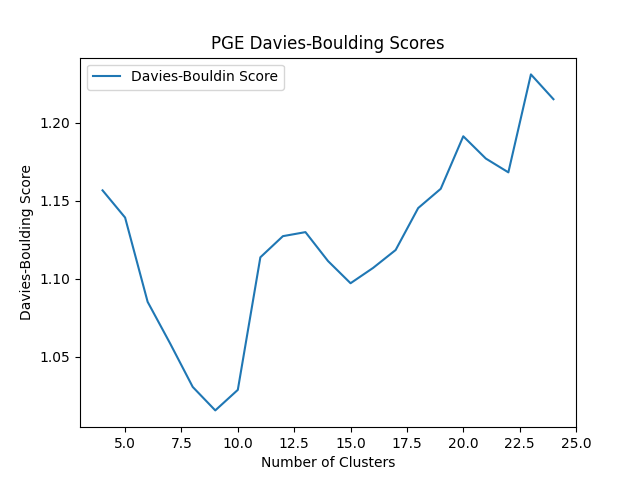 PGE Davies-Boulding Scores
Davies-Bouldin Score
Davies-Boulding Score
1.20
1.15
1.10
1.05
5.0 7.5 10.0 12.5 15.0 17.5 20.0 22.5 25.0
Number of Clusters